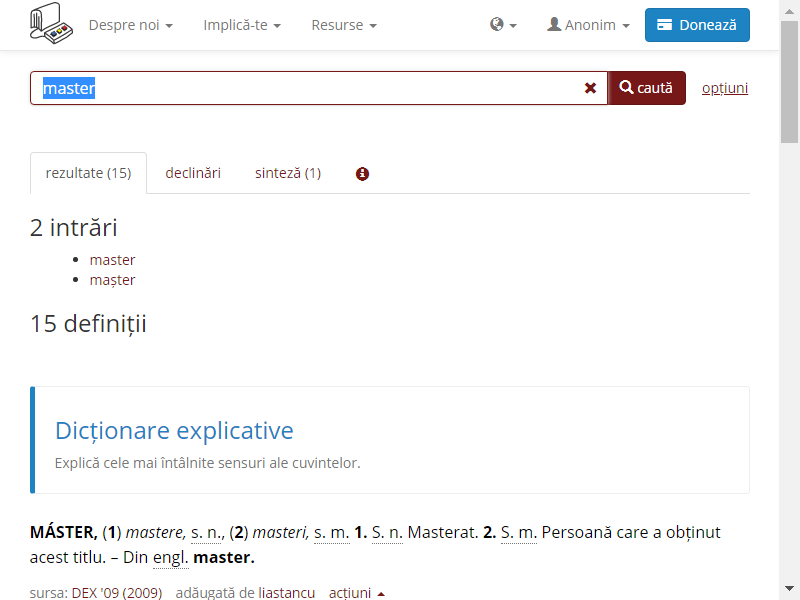 Despre noi Implică-te Resurse Anonim Donează
master caută opțiuni
rezultate (15) declinări sinteză (1)
2 intrări
master
mașter
15 definiții
Dicționare explicative
Explică cele mai întâlnite sensuri ale cuvintelor.
MÁSTER, (1) mastere, s. n., (2) masteri, s. m. 1. S. n. Masterat. 2. S. m. Persoană care a obținut
acest titlu. – Din engl. master.
sursa: DEX '09 (2009) adăugată de liastancu acțiuni